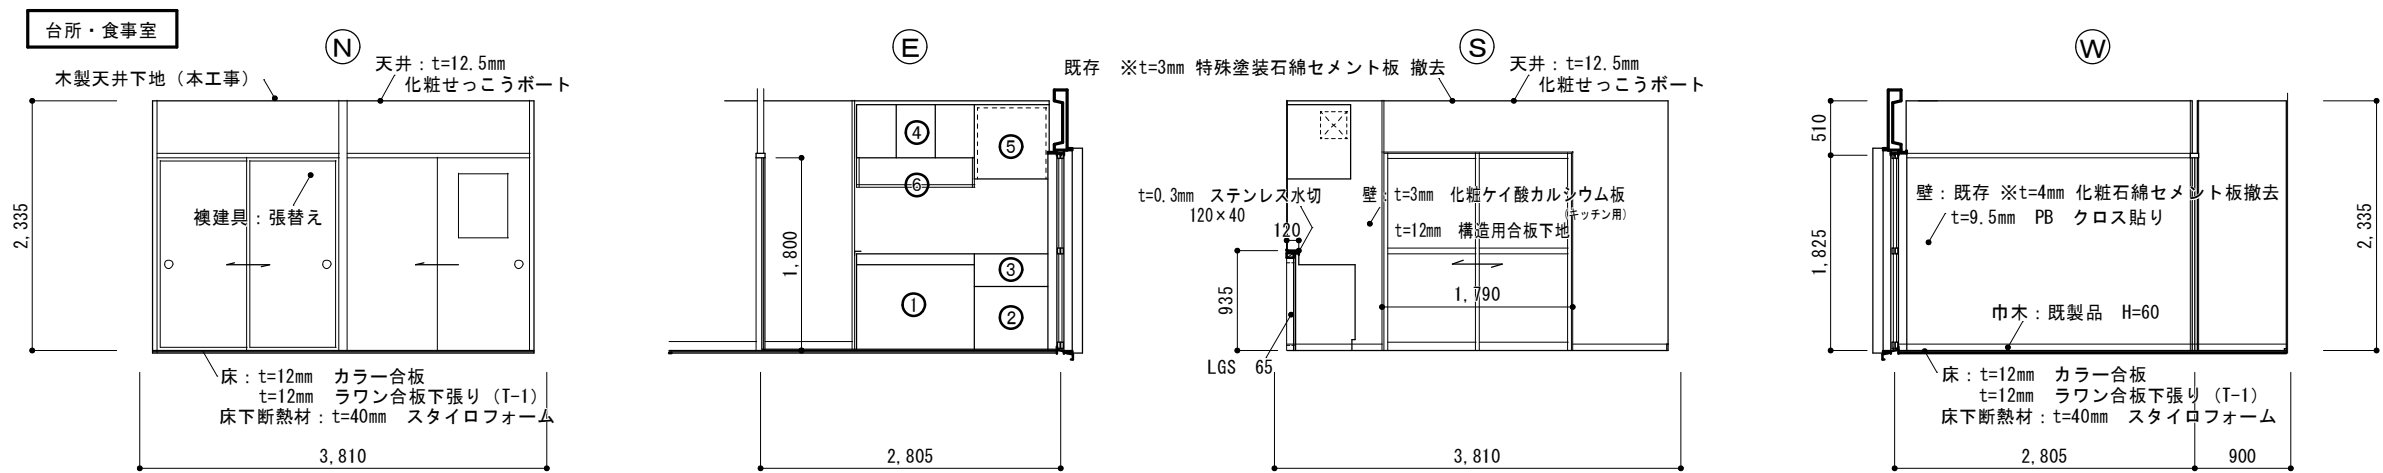 台所・食事室
N
木製天井下地（本工事）
天井：t=12.5mm
化粧せっこうボート
2,335
襖建具：張替え
床：t=12mm カラー合板
t=12mm ラワン合板下張り（T-1）
床下断熱材：t=40mm スタイロフォーム
3,810
E
④
⑤
⑥
1,800
③
①
②
2,805
S
既存 ※t=3mm 特殊塗装石綿セメント板 撤去
天井：t=12.5mm
化粧せっこうボート
t=0.3mm ステンレス水切
120×40
120
壁：t=3mm 化粧ケイ酸カルシウム板
(キッチン用)
t=12mm 構造用合板下地
935
1,790
LGS 65
3,810
W
510
1,825
壁：既存 ※t=4mm 化粧石綿セメント板撤去
t=9.5mm PB クロス貼り
2,335
巾木：既製品 H=60
床：t=12mm カラー合板
t=12mm ラワン合板下張り（T-1）
床下断熱材：t=40mm スタイロフォーム
2,805
900